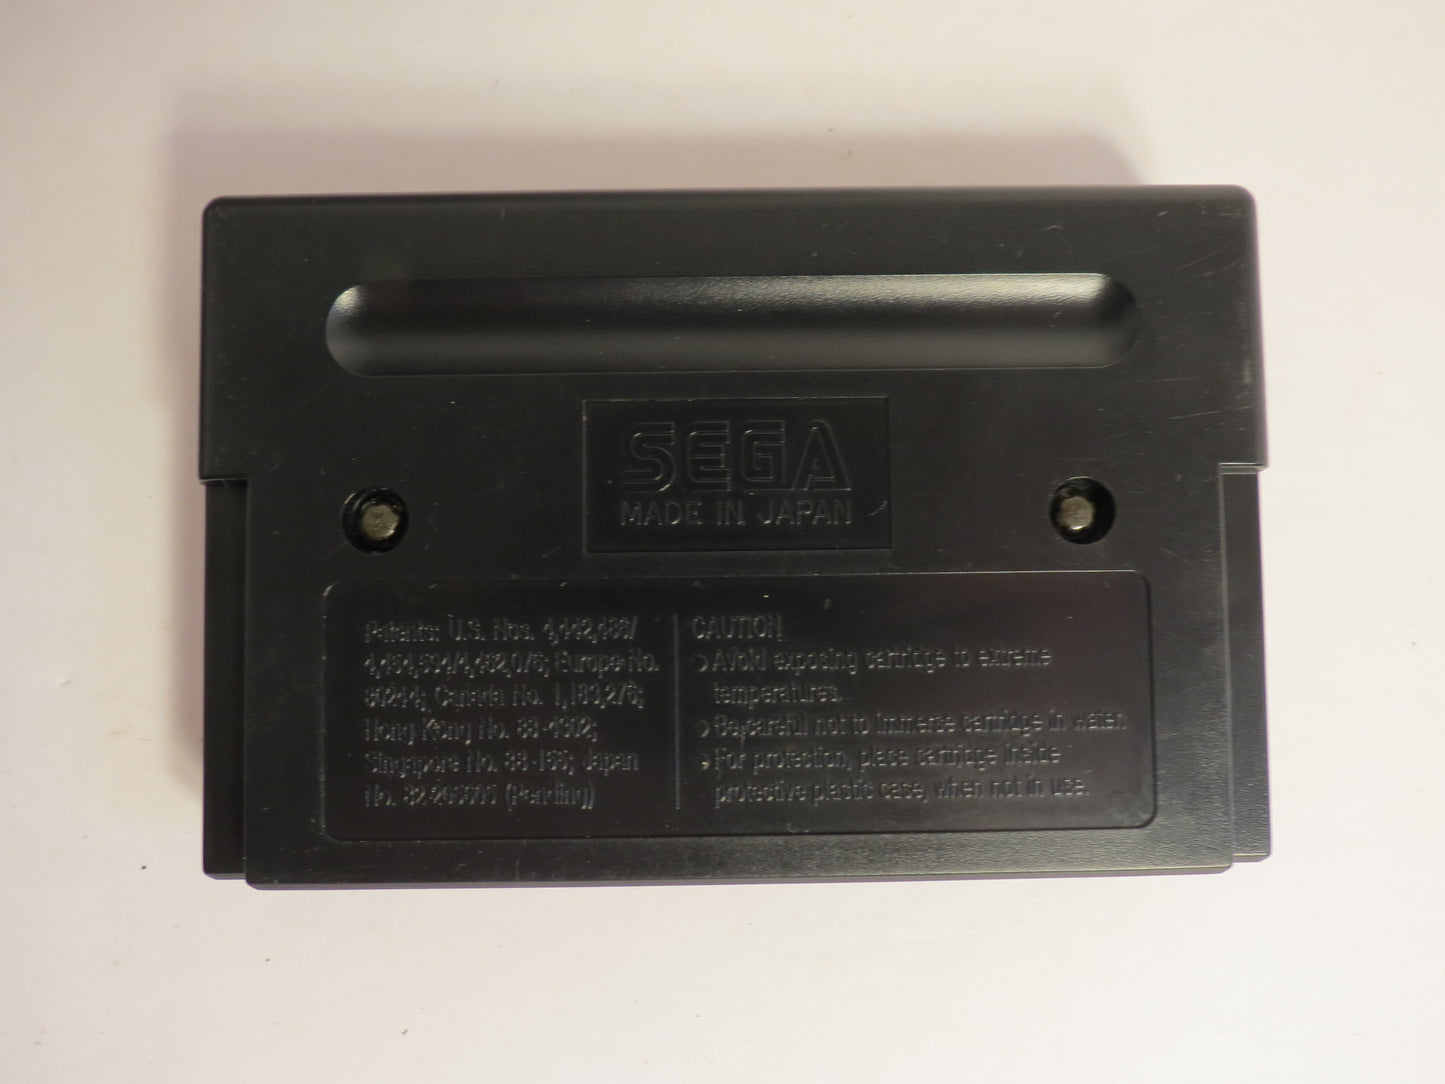 SEGA
MADE IN JAPAN
Patents: U.S. Nos. 4,442,486/
4,454,594/4,462,076; Europe No.
80244; Canada No. 1,183,276;
Hong Kong No. 88-4302;
Singapore No. 88-155; Japan
No. 82-205605 (Pending)
CAUTION
● Avoid exposing cartridge to extreme
temperatures.
● Be careful not to immerse cartridge in water.
● For protection, place cartridge inside
protective plastic case, when not in use.